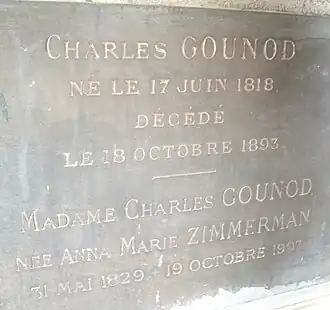 CHARLES GOUNOD
NÉ LE 17 JUIN 1818
DÉCÉDÉ
LE 18 OCTOBRE 1893
MADAME CHARLES GOUNOD
NÉE ANNA MARIE ZIMMERMAN
31 MAI 1829 - 19 OCTOBRE 1907